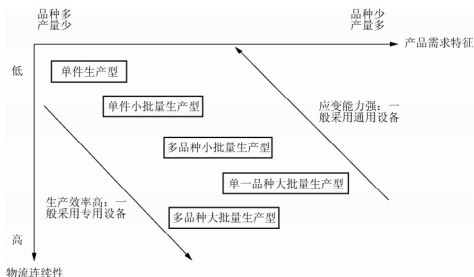 品种多
产量少
品种少
产量多
产品需求特征
低
单件生产型
单件小批量生产型
应变能力强：一
般采用通用设备
多品种小批量生产型
单一品种大批量生产型
生产效率高：一
般采用专用设备
多品种大批量生产型
高
物流连续性